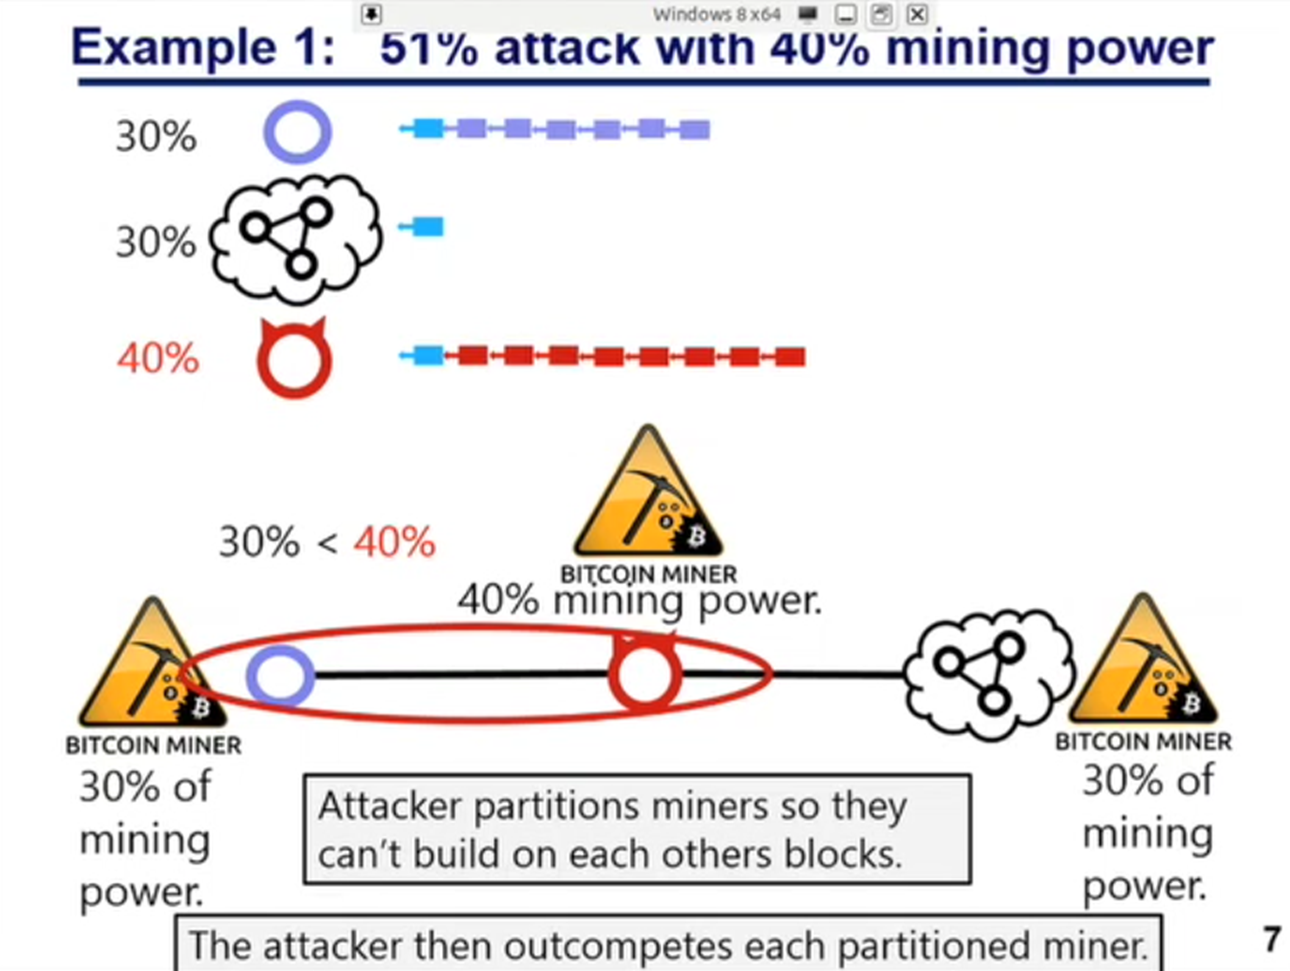 Windows 8 x64
Example 1: 51% attack with 40% mining power
30%
30%
40%
30% < 40%
BITCOIN MINER
40% mining power.
BITCOIN MINER
30% of
mining
power.
BITCOIN MINER
30% of
mining
power.
Attacker partitions miners so they
can't build on each others blocks.
The attacker then outcompetes each partitioned miner.
7